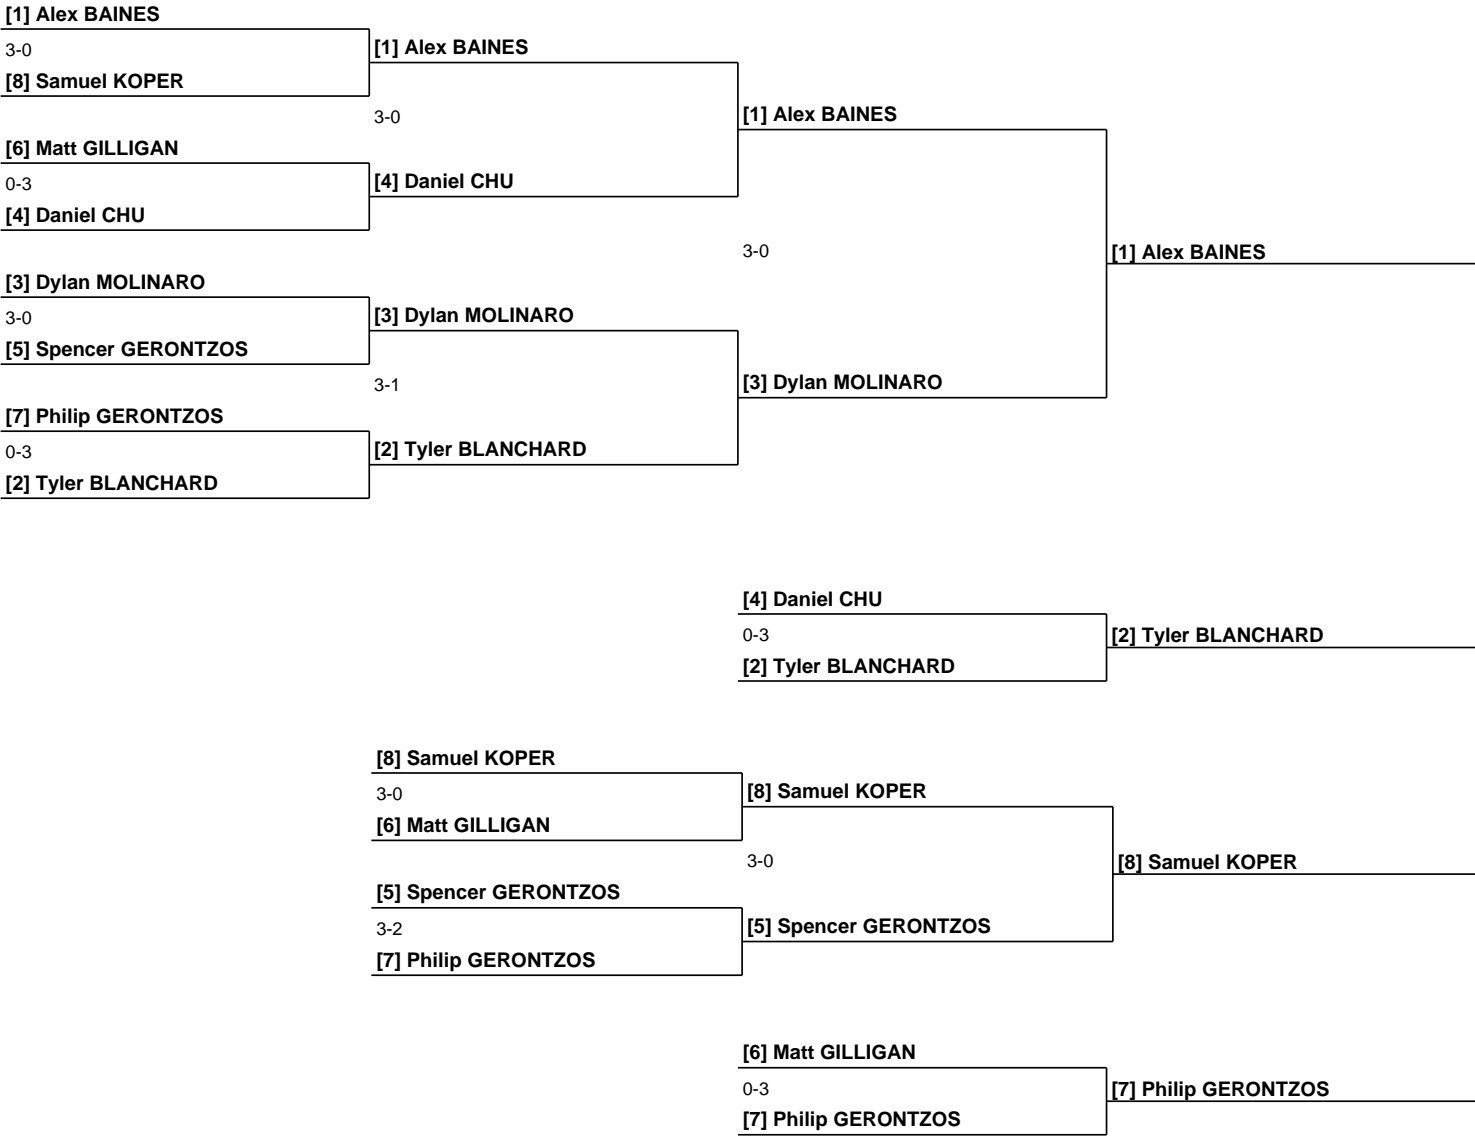 [1] Alex BAINES
3-0
[1] Alex BAINES
[8] Samuel KOPER
3-0
[1] Alex BAINES
[6] Matt GILLIGAN
0-3
[4] Daniel CHU
[4] Daniel CHU
3-0
[1] Alex BAINES
[3] Dylan MOLINARO
3-0
[3] Dylan MOLINARO
[5] Spencer GERONTZOS
3-1
[3] Dylan MOLINARO
[7] Philip GERONTZOS
0-3
[2] Tyler BLANCHARD
[2] Tyler BLANCHARD
[4] Daniel CHU
0-3
[2] Tyler BLANCHARD
[2] Tyler BLANCHARD
[8] Samuel KOPER
3-0
[8] Samuel KOPER
[6] Matt GILLIGAN
3-0
[8] Samuel KOPER
[5] Spencer GERONTZOS
3-2
[5] Spencer GERONTZOS
[7] Philip GERONTZOS
[6] Matt GILLIGAN
0-3
[7] Philip GERONTZOS
[7] Philip GERONTZOS